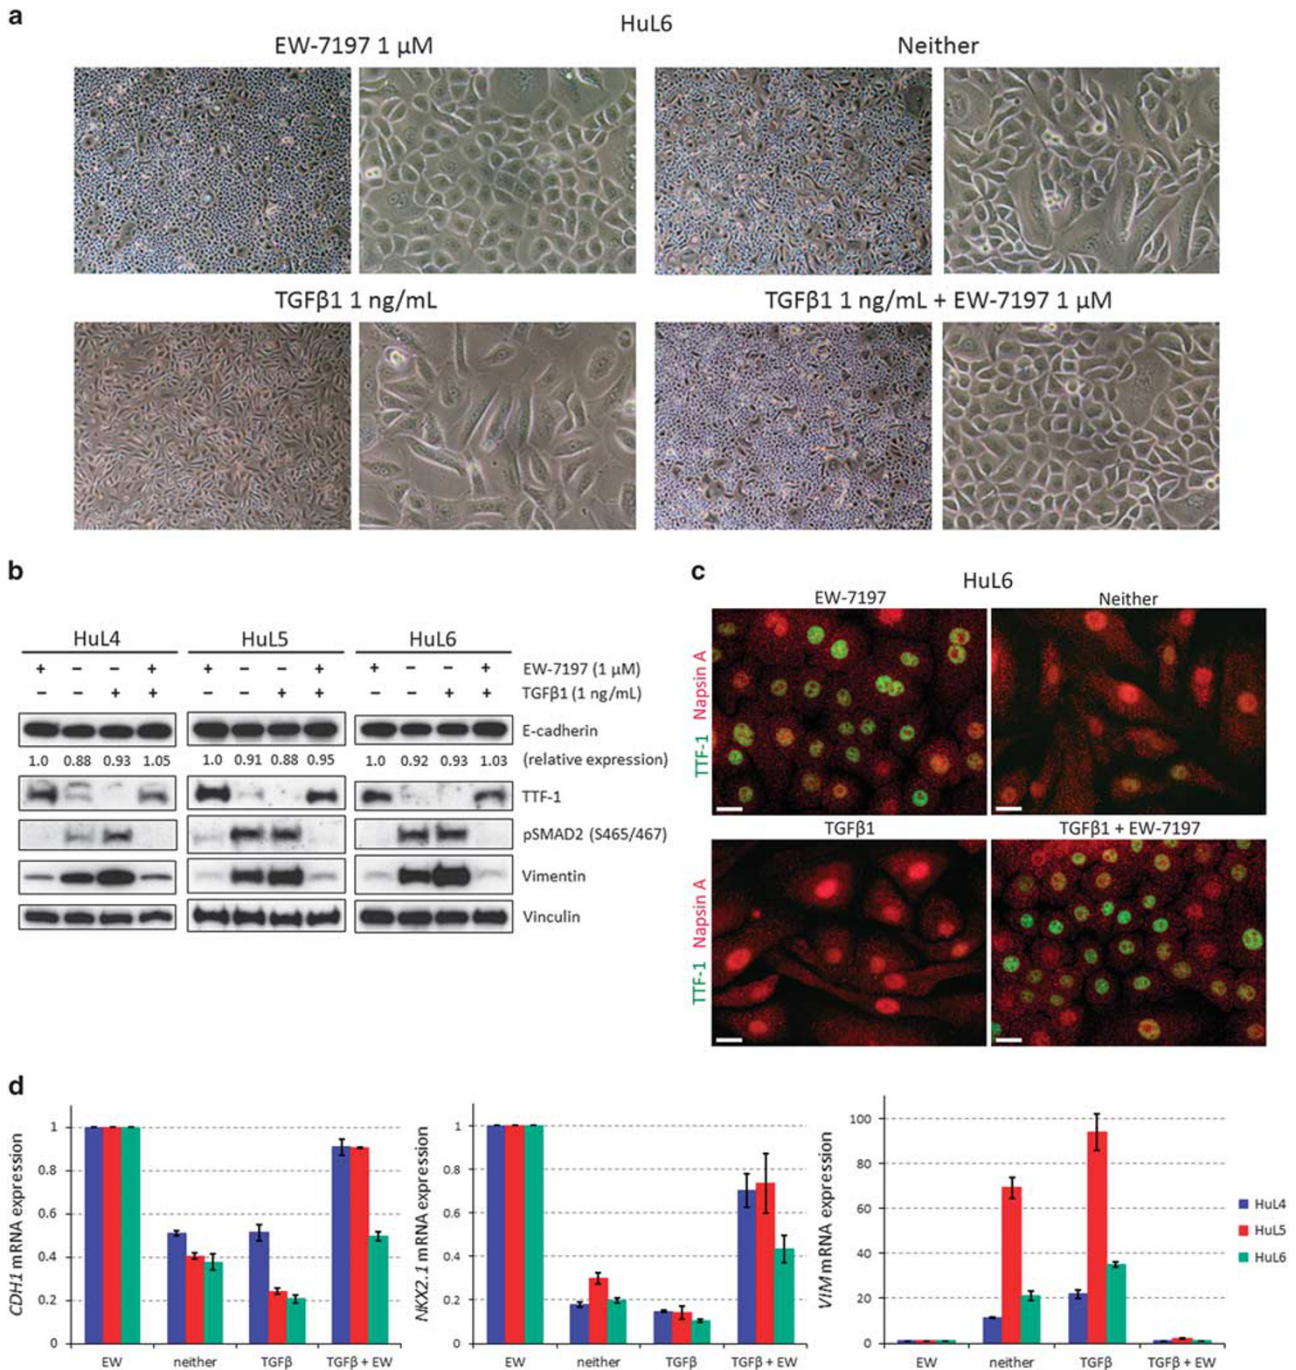 a
HuL6
EW-7197 1 µM
Neither
TGFβ1 1 ng/mL
TGFβ1 1 ng/mL + EW-7197 1 µM
b
HuL4 HuL5 HuL6
+ − − + + − − + + − − + EW-7197 (1 µM)
− − + + − − + + − − + + TGFβ1 (1 ng/mL)
E-cadherin
1.0 0.88 0.93 1.05 1.0 0.91 0.88 0.95 1.0 0.92 0.93 1.03 (relative expression)
TTF-1
pSMAD2 (S465/467)
Vimentin
Vinculin
c
HuL6
EW-7197 Neither
TTF-1 Napsin A
TGFβ1 TGFβ1 + EW-7197
TTF-1 Napsin A
d
CDH1 mRNA expression
1
0.8
0.6
0.4
0.2
0
EW neither TGFβ TGFβ + EW
NKX2.1 mRNA expression
1
0.8
0.6
0.4
0.2
0
EW neither TGFβ TGFβ + EW
VIM mRNA expression
100
80
60
40
20
0
EW neither TGFβ TGFβ + EW
HuL4
HuL5
HuL6